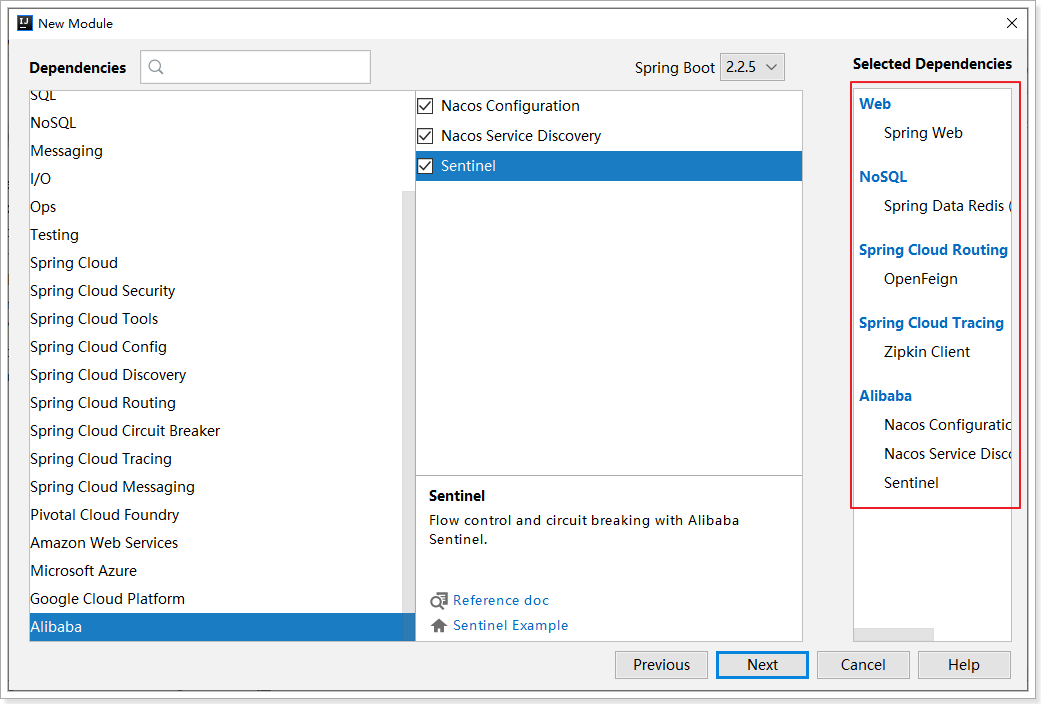 New Module
Dependencies
Spring Boot 2.2.5
Selected Dependencies
SQL
NoSQL
Messaging
I/O
Ops
Testing
Spring Cloud
Spring Cloud Security
Spring Cloud Tools
Spring Cloud Config
Spring Cloud Discovery
Spring Cloud Routing
Spring Cloud Circuit Breaker
Spring Cloud Tracing
Spring Cloud Messaging
Pivotal Cloud Foundry
Amazon Web Services
Microsoft Azure
Google Cloud Platform
Alibaba
Nacos Configuration
Nacos Service Discovery
Sentinel
Sentinel
Flow control and circuit breaking with Alibaba
Sentinel.
Reference doc
Sentinel Example
Web
Spring Web
NoSQL
Spring Data Redis (
Spring Cloud Routing
OpenFeign
Spring Cloud Tracing
Zipkin Client
Alibaba
Nacos Configuratio
Nacos Service Disco
Sentinel
Previous
Next
Cancel
Help